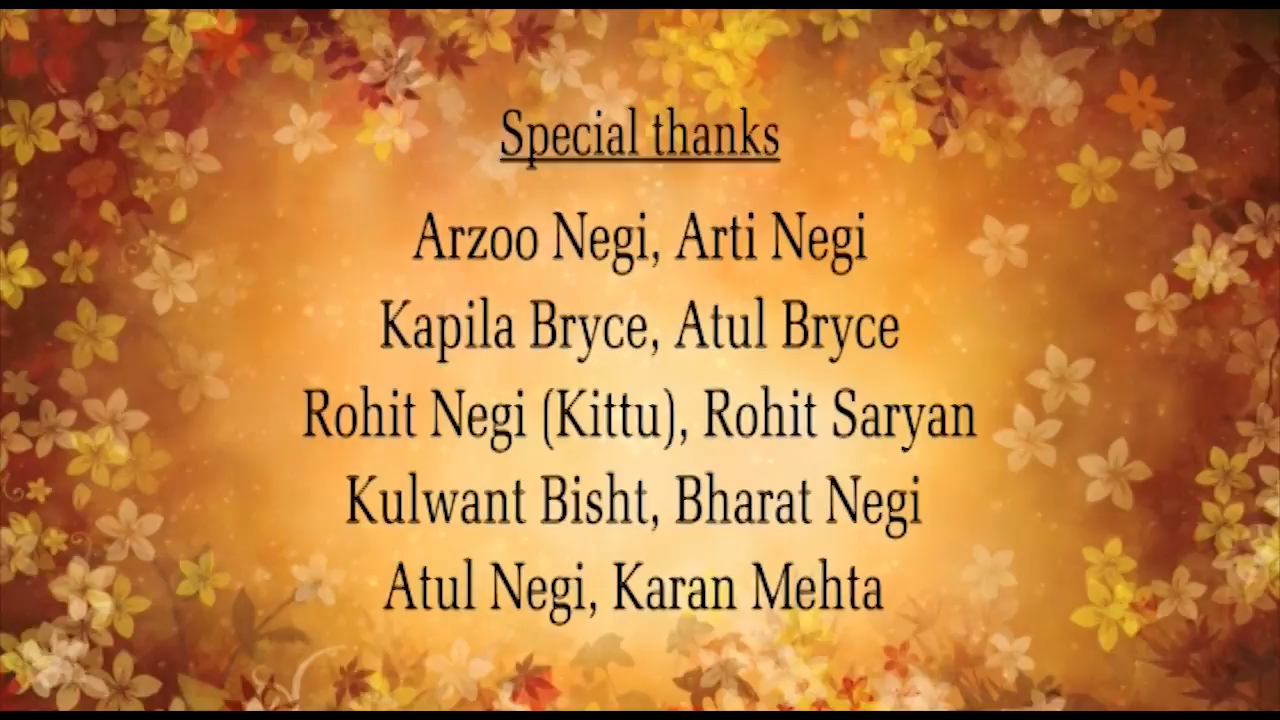 Special thanks
Arzoo Negi, Arti Negi
Kapila Bryce, Atul Bryce
Rohit Negi (Kittu), Rohit Saryan
Kulwant Bisht, Bharat Negi
Atul Negi, Karan Mehta